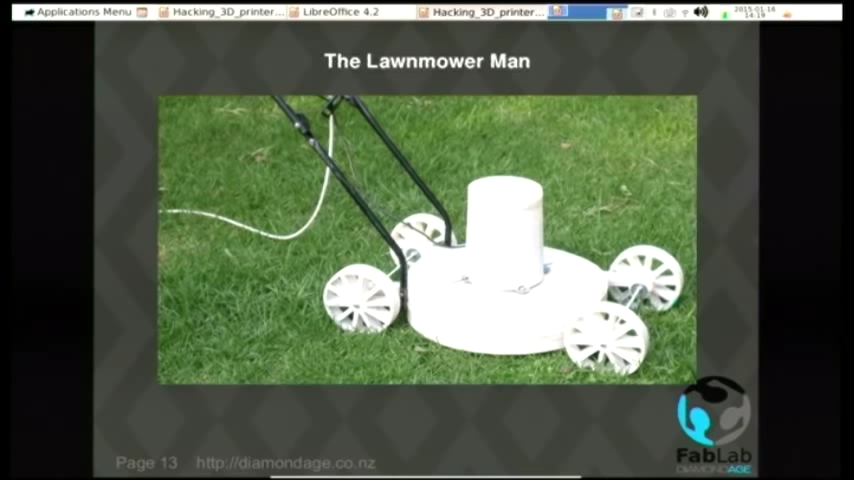 Applications Menu
Hacking_3D_printer...
LibreOffice 4.2
Hacking_3D_printer...
2015-01-16
14:19
The Lawnmower Man
FabLab
DIAMONDAGE
Page 13 http://diamondage.co.nz